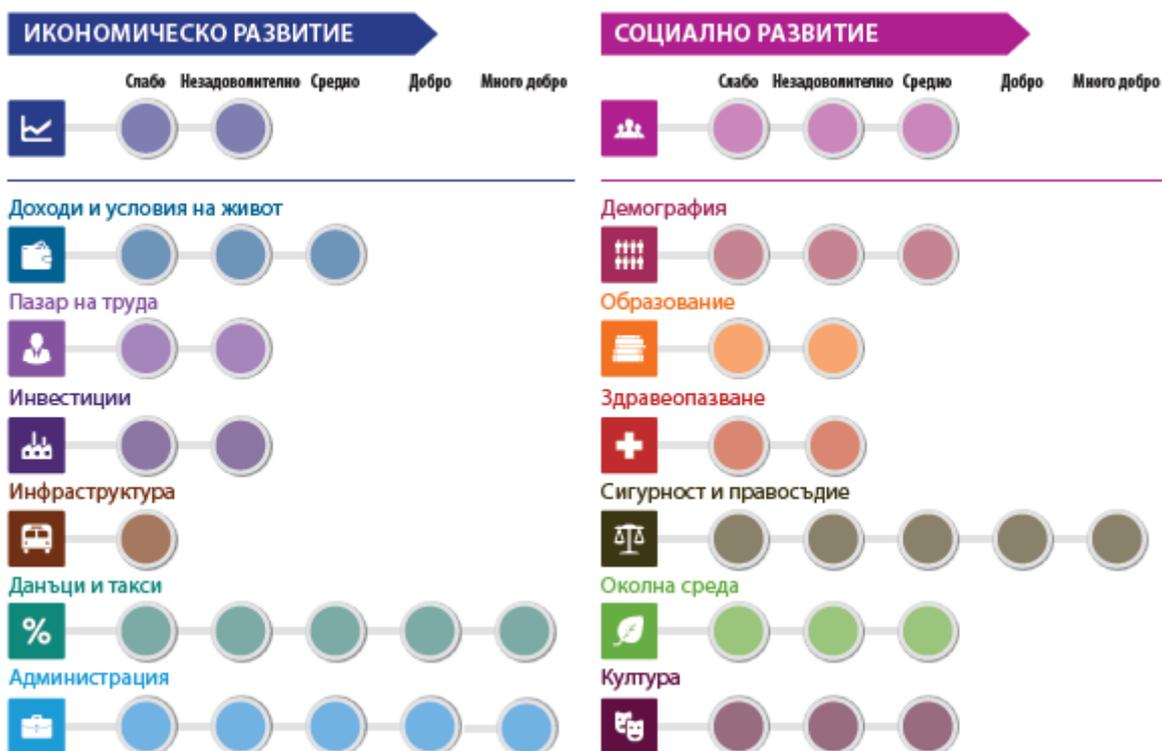 ИКОНОМИЧЕСКО РАЗВИТИЕ
Слабо Незадоволително Средно Добро Много добро
Доходи и условия на живот
Пазар на труда
Инвестиции
Инфраструктура
Данъци и такси
%
Администрация
СОЦИАЛНО РАЗВИТИЕ
Слабо Незадоволително Средно Добро Много добро
Демография
Образование
Здравеопазване
Сигурност и правосъдие
Околна среда
Култура